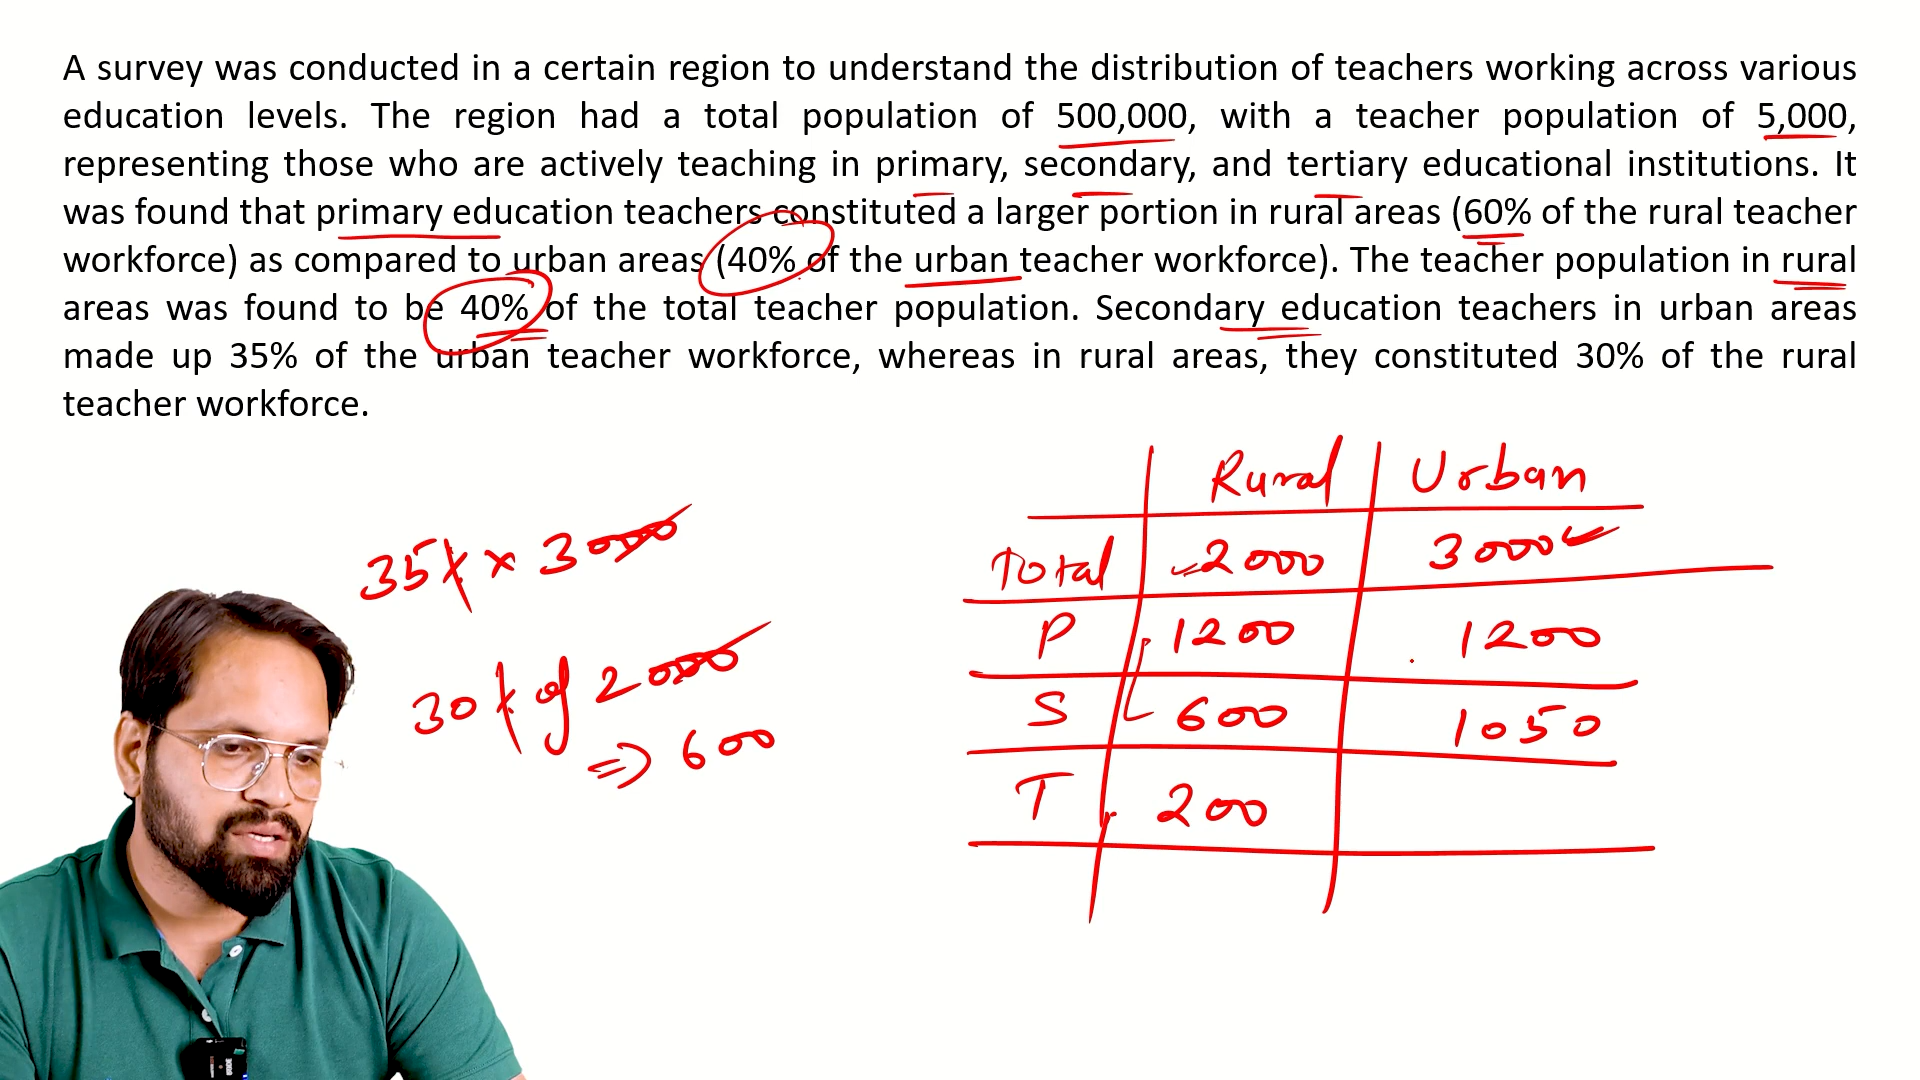 A survey was conducted in a certain region to understand the distribution of teachers working across various
education levels. The region had a total population of 500,000, with a teacher population of 5,000,
representing those who are actively teaching in primary, secondary, and tertiary educational institutions. It
was found that primary education teachers constituted a larger portion in rural areas (60% of the rural teacher
workforce) as compared to urban areas (40% of the urban teacher workforce). The teacher population in rural
areas was found to be 40% of the total teacher population. Secondary education teachers in urban areas
made up 35% of the urban teacher workforce, whereas in rural areas, they constituted 30% of the rural
teacher workforce.
35% × 3000
30% of 2000
⇒ 600
Rural Urban
Total 2000 3000
P 1200 1200
S 600 1050
T 200